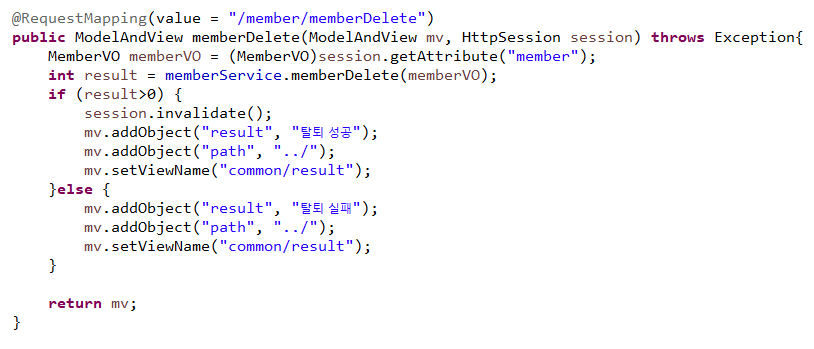 @RequestMapping(value = "/member/memberDelete")
public ModelAndView memberDelete(ModelAndView mv, HttpSession session) throws Exception{
    MemberVO memberVO = (MemberVO)session.getAttribute("member");
    int result = memberService.memberDelete(memberVO);
    if (result>0) {
        session.invalidate();
        mv.addObject("result", "탈퇴 성공");
        mv.addObject("path", "../");
        mv.setViewName("common/result");
    }else {
        mv.addObject("result", "탈퇴 실패");
        mv.addObject("path", "../");
        mv.setViewName("common/result");
    }

    return mv;
}